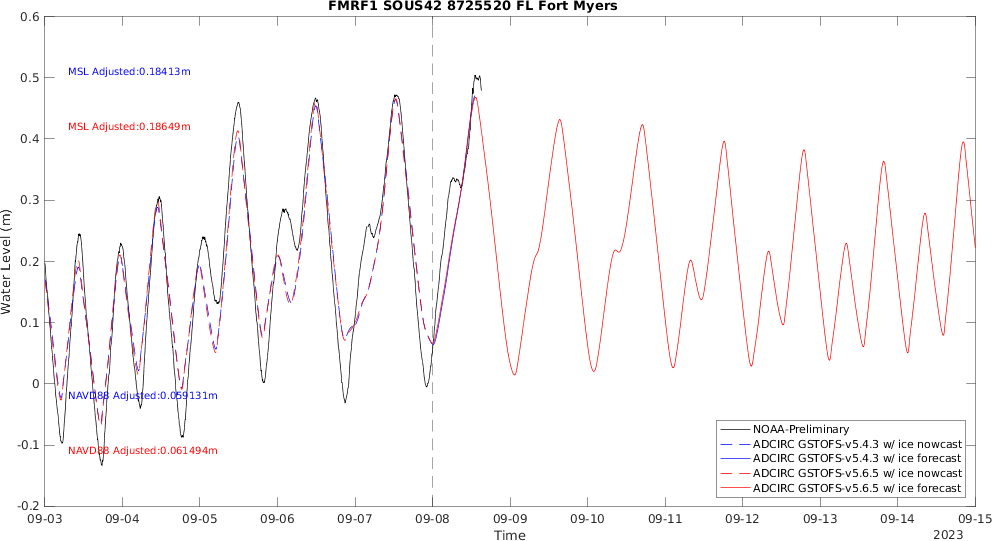 FMRF1 SOUS42 8725520 FL Fort Myers
0.6
0.5
0.4
0.3
0.2
0.1
0
-0.1
-0.2
Water Level (m)
MSL Adjusted:0.18413m
MSL Adjusted:0.18649m
NAVD88 Adjusted:0.059131m
NAVD88 Adjusted:0.061494m
NOAA-Preliminary
ADCIRC GSTOFS-v5.4.3 w/ ice nowcast
ADCIRC GSTOFS-v5.4.3 w/ ice forecast
ADCIRC GSTOFS-v5.6.5 w/ ice nowcast
ADCIRC GSTOFS-v5.6.5 w/ ice forecast
09-03 09-04 09-05 09-06 09-07 09-08 09-09 09-10 09-11 09-12 09-13 09-14 09-15
Time
2023